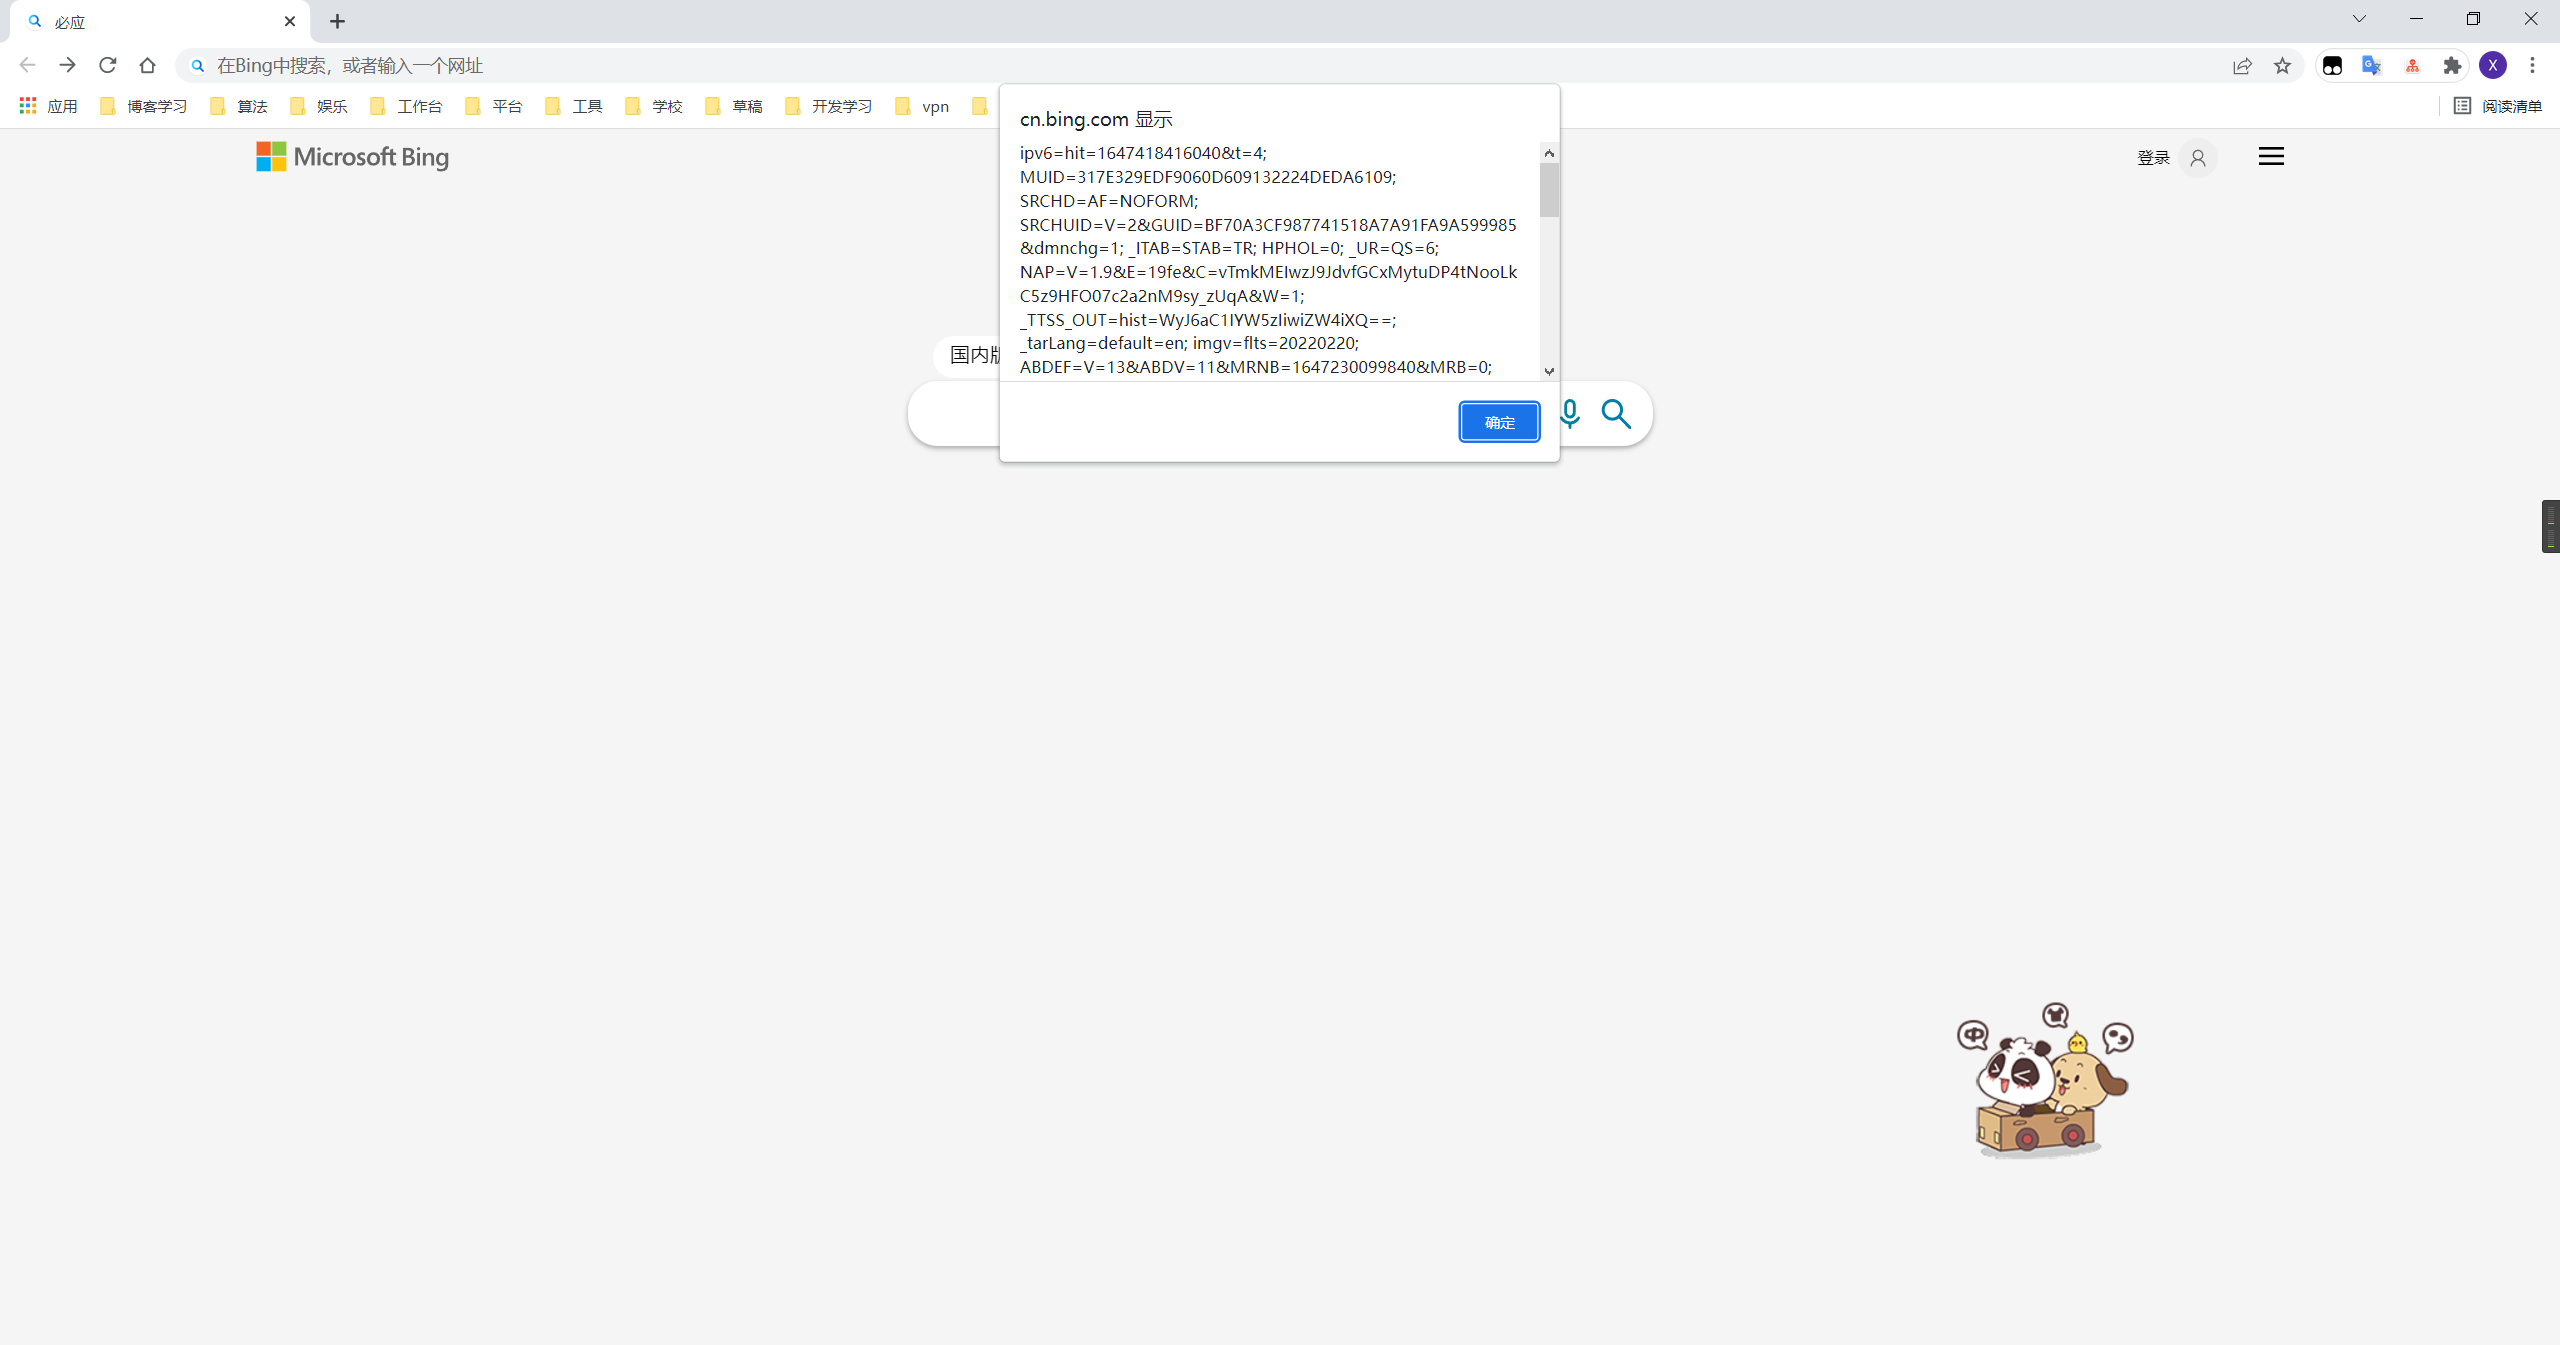 必应
在Bing中搜索，或者输入一个网址
X
应用 博客学习 算法 娱乐 工作台 平台 工具 学校 草稿 开发学习 vpn 阅读清单
Microsoft Bing
登录
cn.bing.com 显示
ipv6=hit=1647418416040&t=4;
MUID=317E329EDF9060D609132224DEDA6109;
SRCHD=AF=NOFORM;
SRCHUID=V=2&GUID=BF70A3CF987741518A7A91FA9A599985
&dmnchg=1; _ITAB=STAB=TR; HPHOL=0; _UR=QS=6;
NAP=V=1.9&E=19fe&C=vTmkMEIwzJ9JdvfGCxMytuDP4tNooLk
C5z9HFO07c2a2nM9sy_zUqA&W=1;
_TTSS_OUT=hist=WyJ6aC1IYW5zIiwiZW4iXQ==;
_tarLang=default=en; imgv=flts=20220220;
ABDEF=V=13&ABDV=11&MRNB=1647230099840&MRB=0;
国内版
确定
中